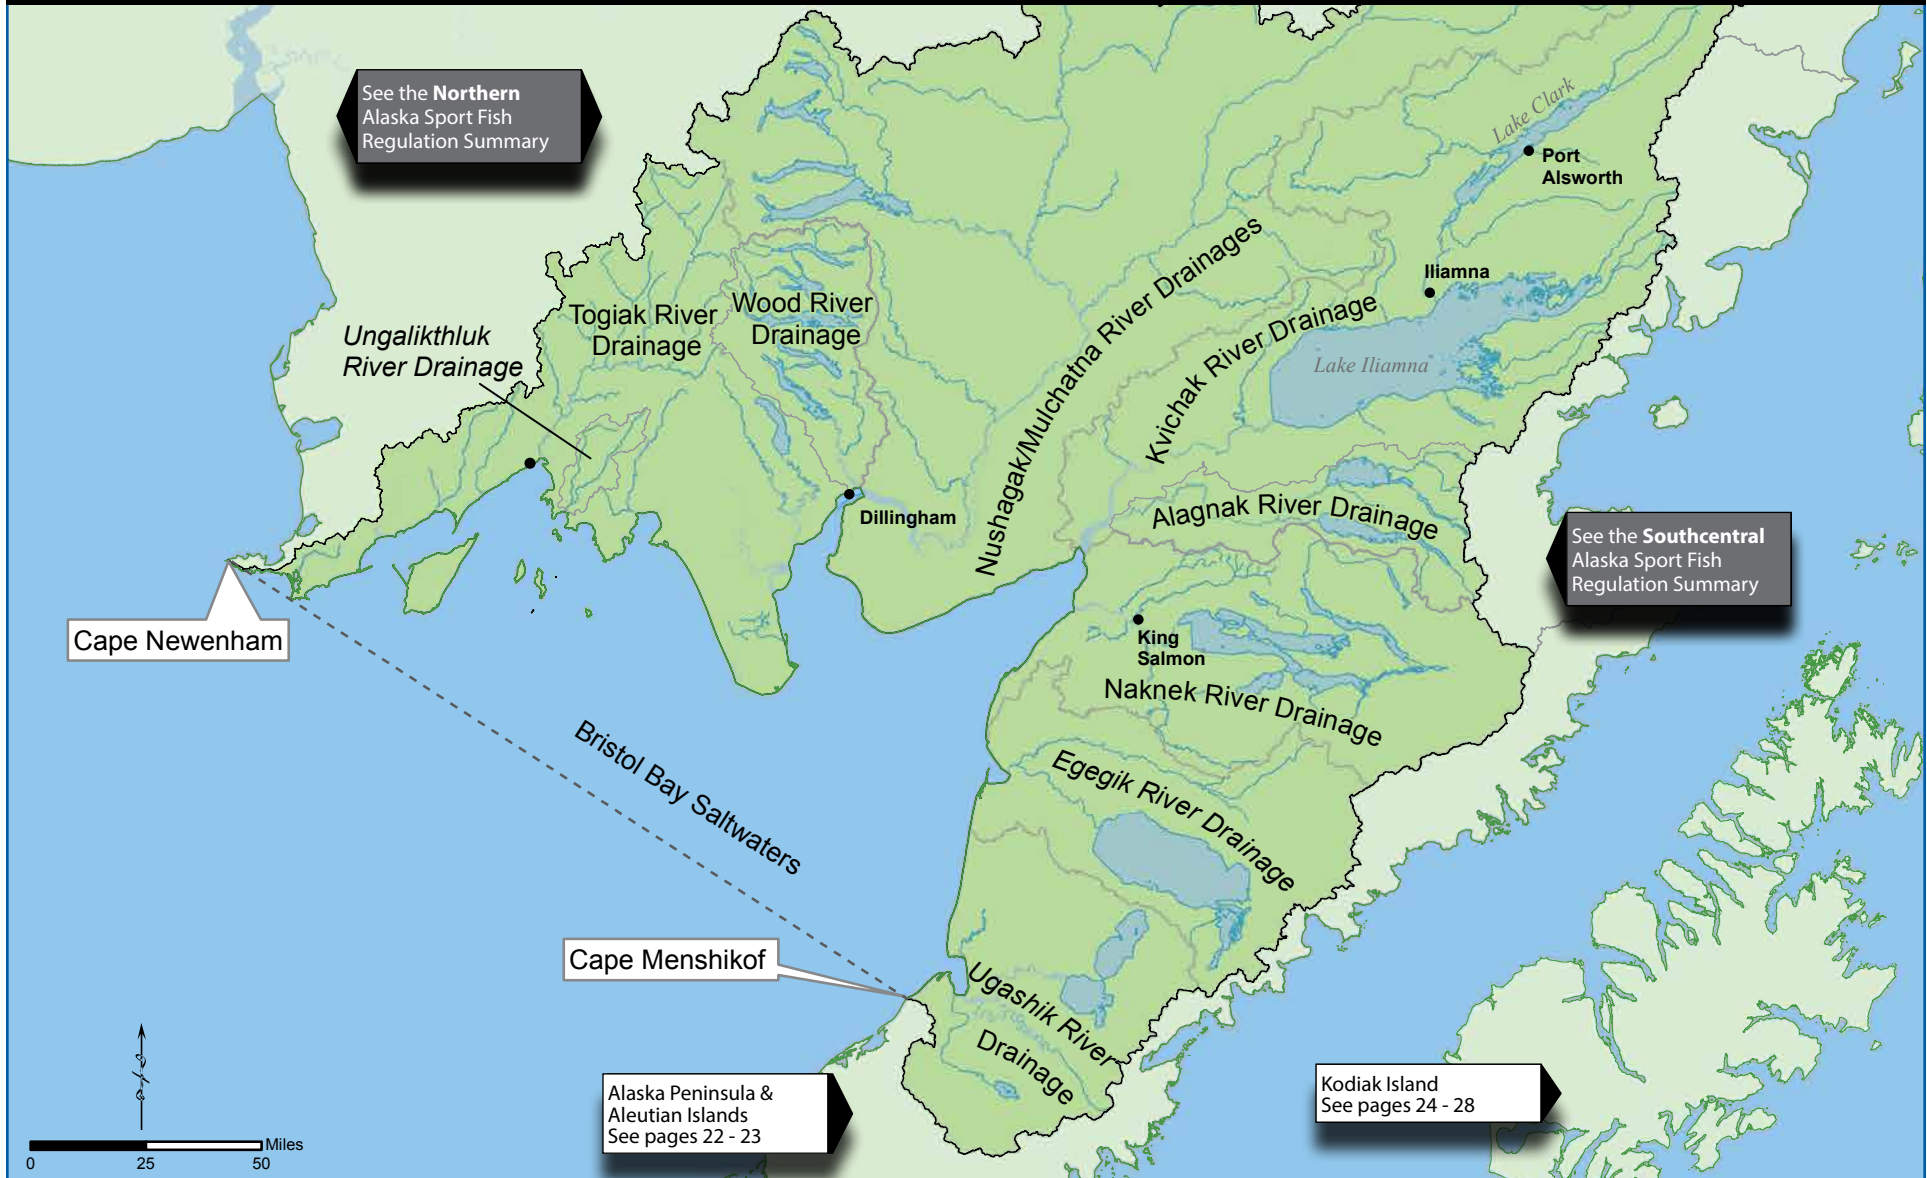 See the Northern
Alaska Sport Fish
Regulation Summary
Lake Clark
Port
Alsworth
Iliamna
Lake Iliamna
Nushagak/Mulchatna River Drainages
Kvichak River Drainage
Togiak River
Drainage
Wood River
Drainage
Ungalikthluk
River Drainage
Dillingham
Alagnak River Drainage
See the Southcentral
Alaska Sport Fish
Regulation Summary
Cape Newenham
King
Salmon
Naknek River Drainage
Bristol Bay Saltwaters
Egegik River Drainage
Cape Menshikof
Ugashik River
Drainage
Alaska Peninsula &
Aleutian Islands
See pages 22 - 23
Kodiak Island
See pages 24 - 28
Miles
0 25 50